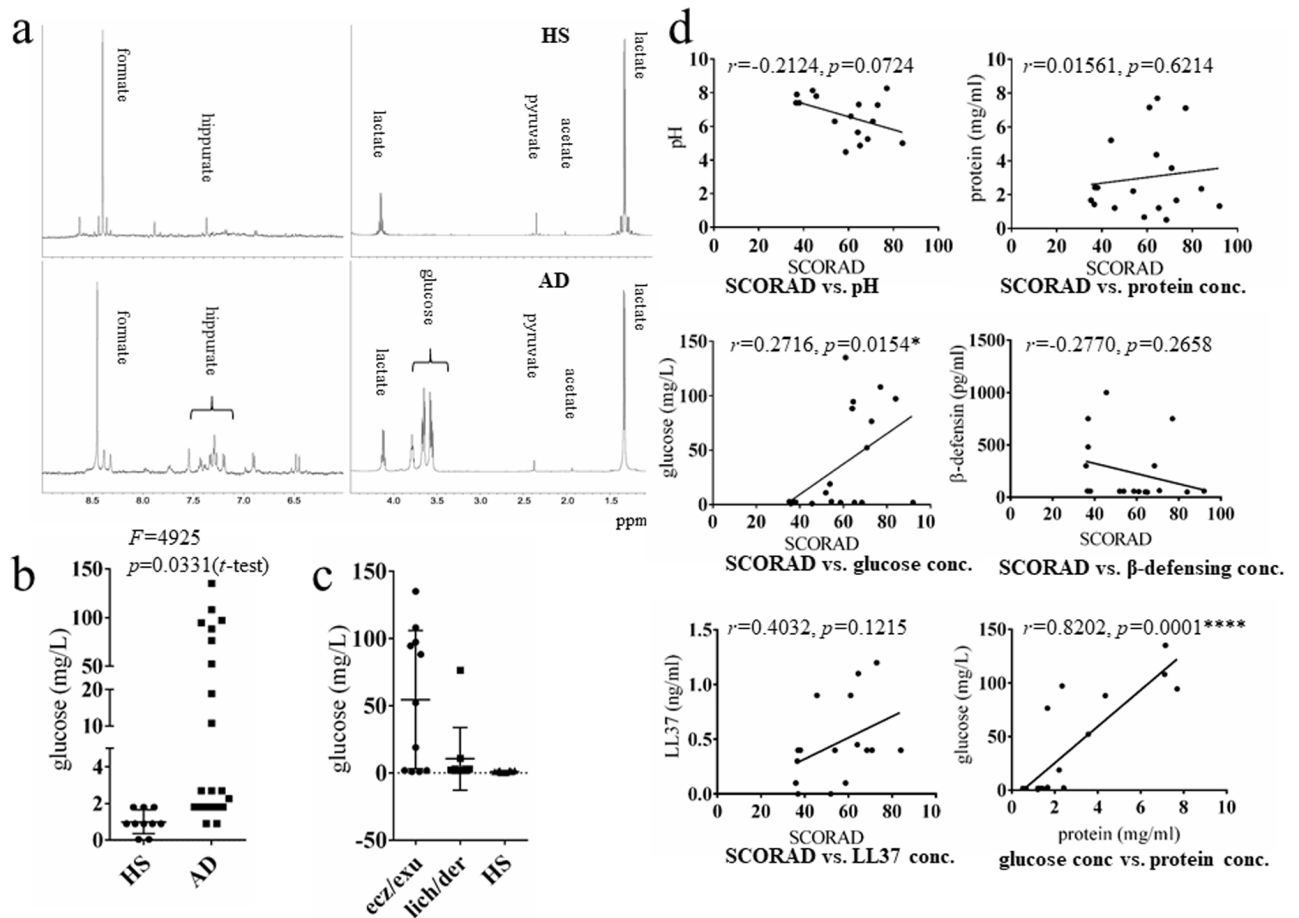 a
HS
formate
hippurate
lactate
pyruvate
acetate
lactate
AD
formate
hippurate
glucose
lactate
pyruvate
acetate
lactate
8.5 8.0 7.0 6.0 4.0 3.0 2.5 2.0 1.5
ppm
b
F=4925
p=0.0331(t-test)
glucose (mg/L)
150
100
50
20
10
0
4
2
0
HS
AD
c
glucose (mg/L)
150
100
50
0
-50
ecz/exu
lich/der
HS
d
r=-0.2124, p=0.0724
pH
10
8
6
4
2
0
0 20 40 60 80 100
SCORAD
SCORAD vs. pH
r=0.01561, p=0.6214
protein (mg/ml)
10
8
6
4
2
0
0 20 40 60 80 100
SCORAD
SCORAD vs. protein conc.
r=0.2716, p=0.0154*
glucose (mg/L)
150
100
50
0
0 20 40 60 80 10
SCORAD
SCORAD vs. glucose conc.
r=-0.2770, p=0.2658
β-defensin (pg/ml)
1500
1000
500
0
0 20 40 60 80 100
SCORAD
SCORAD vs. β-defensing conc.
r=0.4032, p=0.1215
LL37 (ng/ml)
1.5
1.0
0.5
0.0
0 20 40 60 80 100
SCORAD
SCORAD vs. LL37 conc.
r=0.8202, p=0.0001****
glucose (mg/L)
150
100
50
0
0 2 4 6 8 10
protein (mg/ml)
glucose conc vs. protein conc.